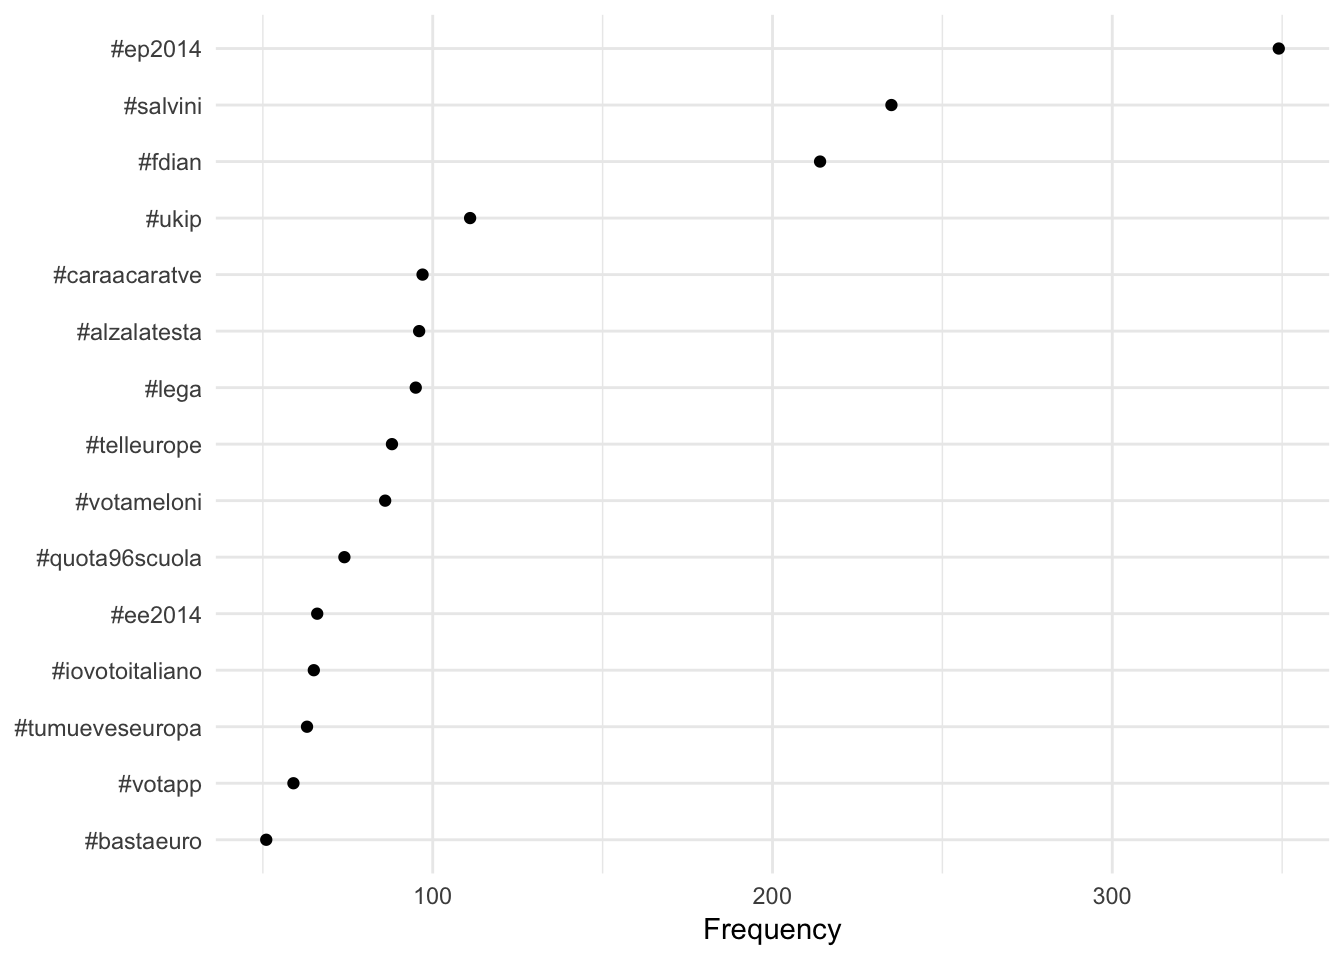 #ep2014
#salvini
#fdian
#ukip
#caraacaratve
#alzalatesta
#lega
#telleurope
#votameloni
#quota96scuola
#ee2014
#iovotoitaliano
#tumueveseuropa
#votapp
#bastaeuro
100 200 300
Frequency